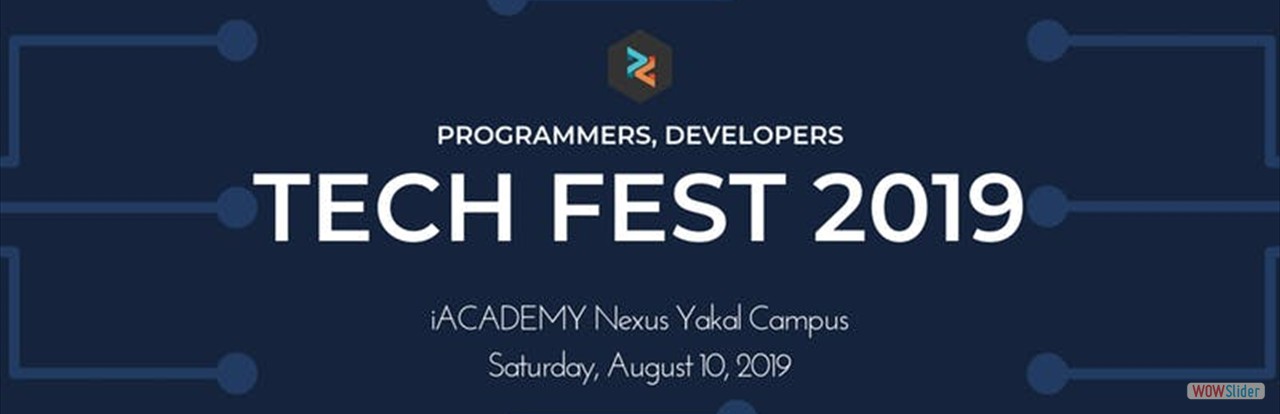 PROGRAMMERS, DEVELOPERS
TECH FEST 2019
iACADEMY Nexus Yakal Campus
Saturday, August 10, 2019
WOWSlider